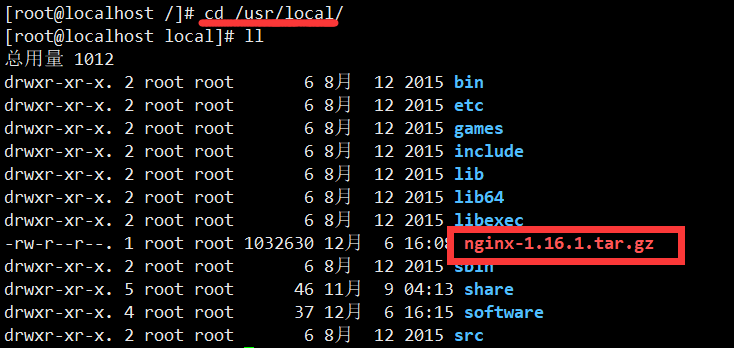 [root@localhost /]# cd /usr/local/
[root@localhost local]# ll
总用量 1012
drwxr-xr-x. 2 root root 6 8月 12 2015 bin
drwxr-xr-x. 2 root root 6 8月 12 2015 etc
drwxr-xr-x. 2 root root 6 8月 12 2015 games
drwxr-xr-x. 2 root root 6 8月 12 2015 include
drwxr-xr-x. 2 root root 6 8月 12 2015 lib
drwxr-xr-x. 2 root root 6 8月 12 2015 lib64
drwxr-xr-x. 2 root root 6 8月 12 2015 libexec
-rw-r--r--. 1 root root 1032630 12月 6 16:08 nginx-1.16.1.tar.gz
drwxr-xr-x. 2 root root 6 8月 12 2015 sbin
drwxr-xr-x. 5 root root 46 11月 9 04:13 share
drwxr-xr-x. 4 root root 37 12月 6 16:15 software
drwxr-xr-x. 2 root root 6 8月 12 2015 src